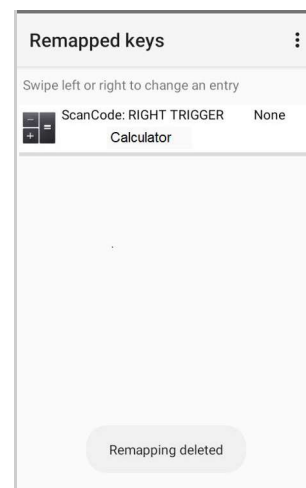 Remapped keys
Swipe left or right to change an entry
ScanCode: RIGHT TRIGGER None
Calculator
Remapping deleted